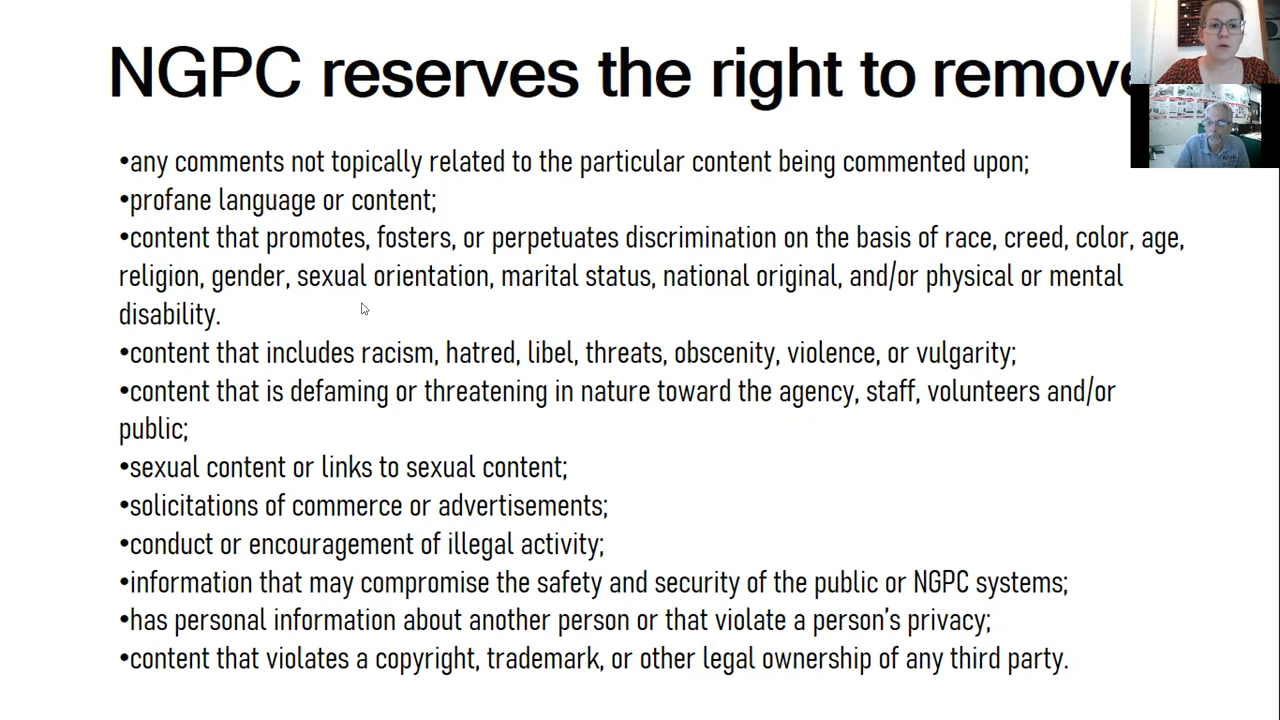 NGPC reserves the right to remove
•any comments not topically related to the particular content being commented upon;
•profane language or content;
•content that promotes, fosters, or perpetuates discrimination on the basis of race, creed, color, age,
religion, gender, sexual orientation, marital status, national original, and/or physical or mental
disability.
•content that includes racism, hatred, libel, threats, obscenity, violence, or vulgarity;
•content that is defaming or threatening in nature toward the agency, staff, volunteers and/or
public;
•sexual content or links to sexual content;
•solicitations of commerce or advertisements;
•conduct or encouragement of illegal activity;
•information that may compromise the safety and security of the public or NGPC systems;
•has personal information about another person or that violate a person’s privacy;
•content that violates a copyright, trademark, or other legal ownership of any third party.